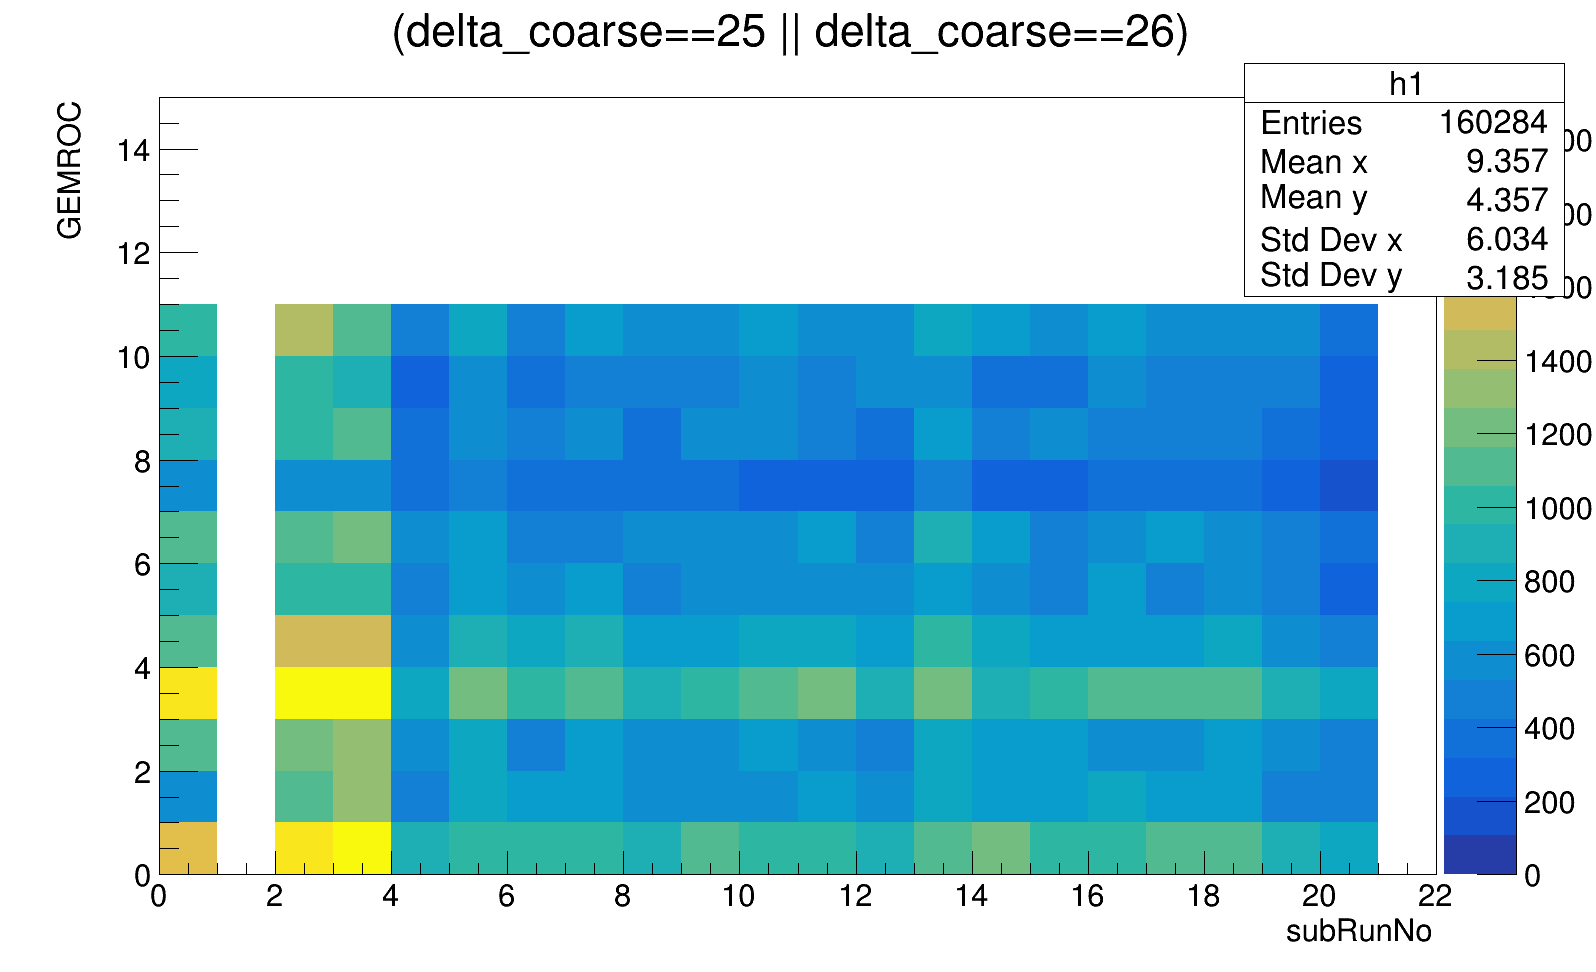 (delta_coarse==25 || delta_coarse==26)
h1
Entries 160284
Mean x 9.357
Mean y 4.357
Std Dev x 6.034
Std Dev y 3.185
GEMROC
14
12
10
8
6
4
2
0
0 2 4 6 8 10 12 14 16 18 20 22
subRunNo
1400
1200
1000
800
600
400
200
0